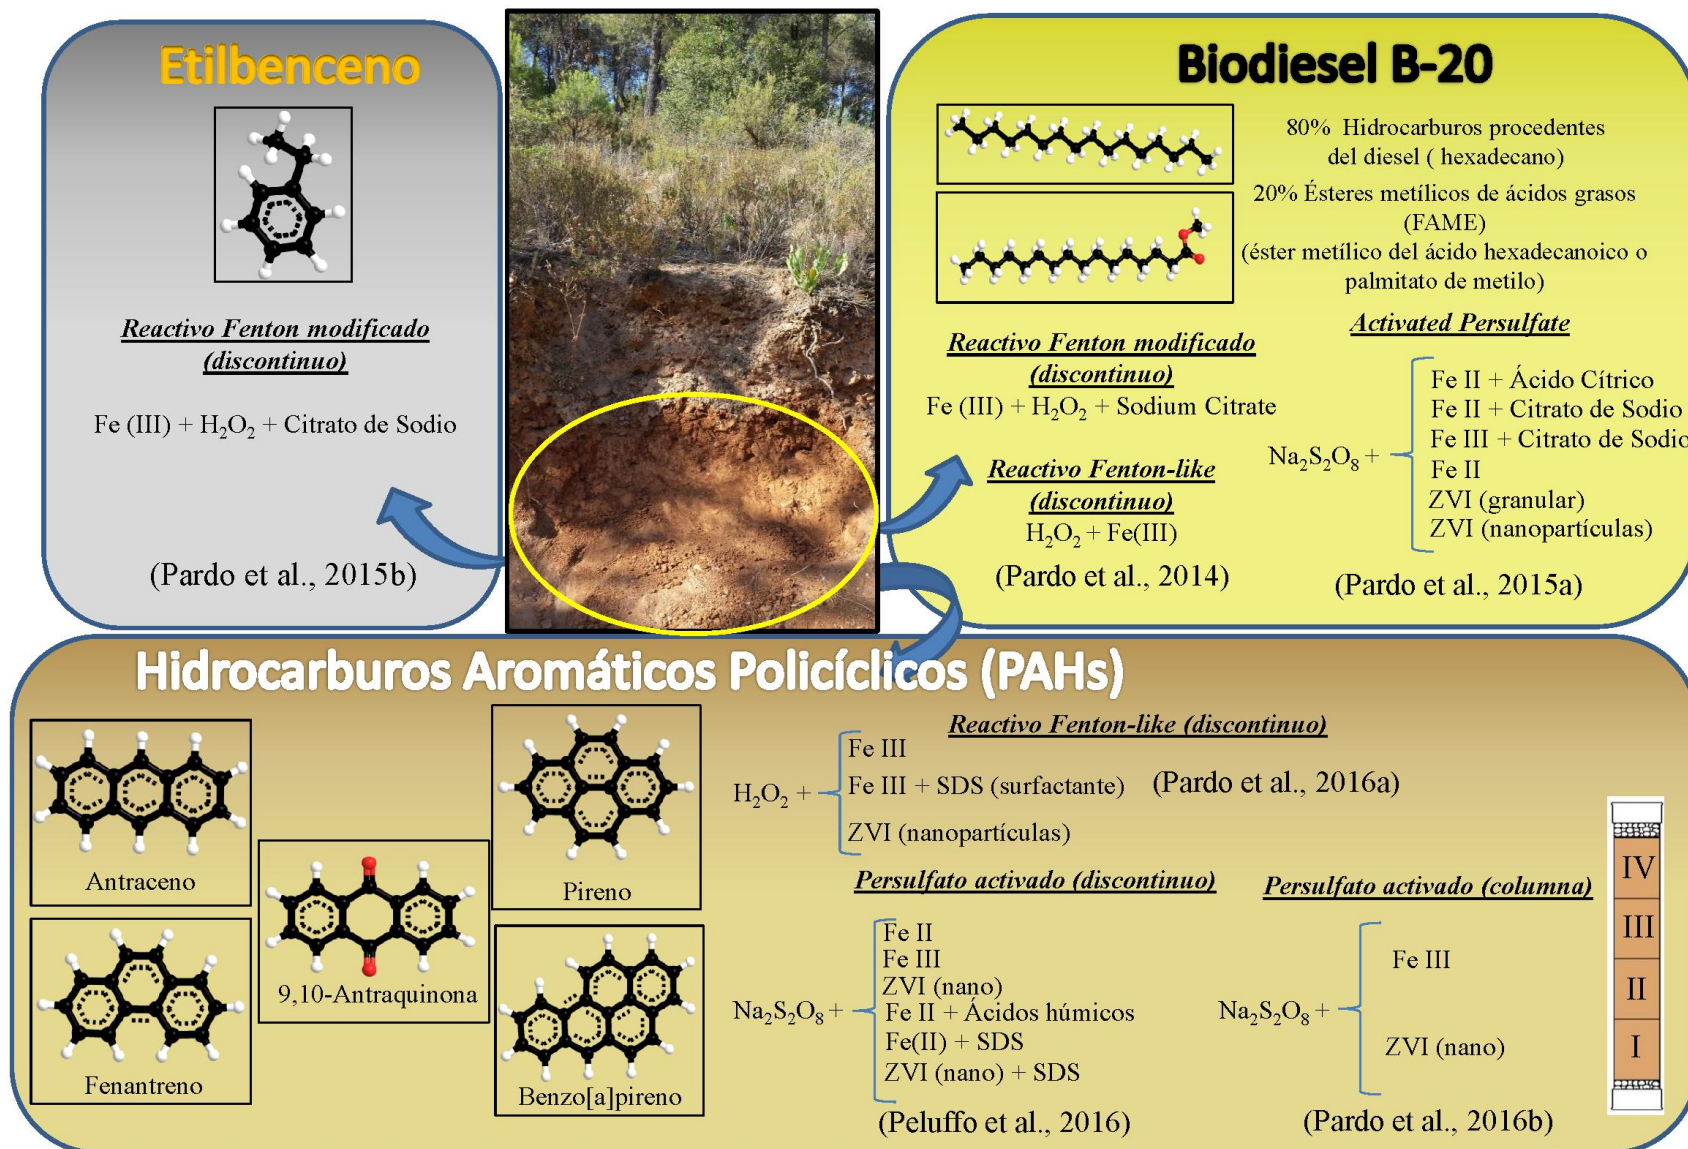 Etilbenceno
Reactivo Fenton modificado
(discontinuo)
Fe (III) + H₂O₂ + Citrato de Sodio
(Pardo et al., 2015b)
Biodiesel B-20
80% Hidrocarburos procedentes
del diesel ( hexadecano)
20% Ésteres metílicos de ácidos grasos
(FAME)
(éster metílico del ácido hexadecanoico o
palmitato de metilo)
Reactivo Fenton modificado
(discontinuo)
Fe (III) + H₂O₂ + Sodium Citrate
Reactivo Fenton-like
(discontinuo)
H₂O₂ + Fe(III)
(Pardo et al., 2014)
Activated Persulfate
Na₂S₂O₈ +
Fe II + Ácido Cítrico
Fe II + Citrato de Sodio
Fe III + Citrato de Sodio
Fe II
ZVI (granular)
ZVI (nanopartículas)
(Pardo et al., 2015a)
Hidrocarburos Aromáticos Policíclicos (PAHs)
Antraceno
Fenantreno
9,10-Antraquinona
Pireno
Benzo[a]pireno
Reactivo Fenton-like (discontinuo)
H₂O₂ +
Fe III
Fe III + SDS (surfactante)
ZVI (nanopartículas)
(Pardo et al., 2016a)
Persulfato activado (discontinuo)
Na₂S₂O₈ +
Fe II
Fe III
ZVI (nano)
Fe II + Ácidos húmicos
Fe(II) + SDS
ZVI (nano) + SDS
(Peluffo et al., 2016)
Persulfato activado (columna)
Na₂S₂O₈ +
Fe III
ZVI (nano)
(Pardo et al., 2016b)
IV
III
II
I